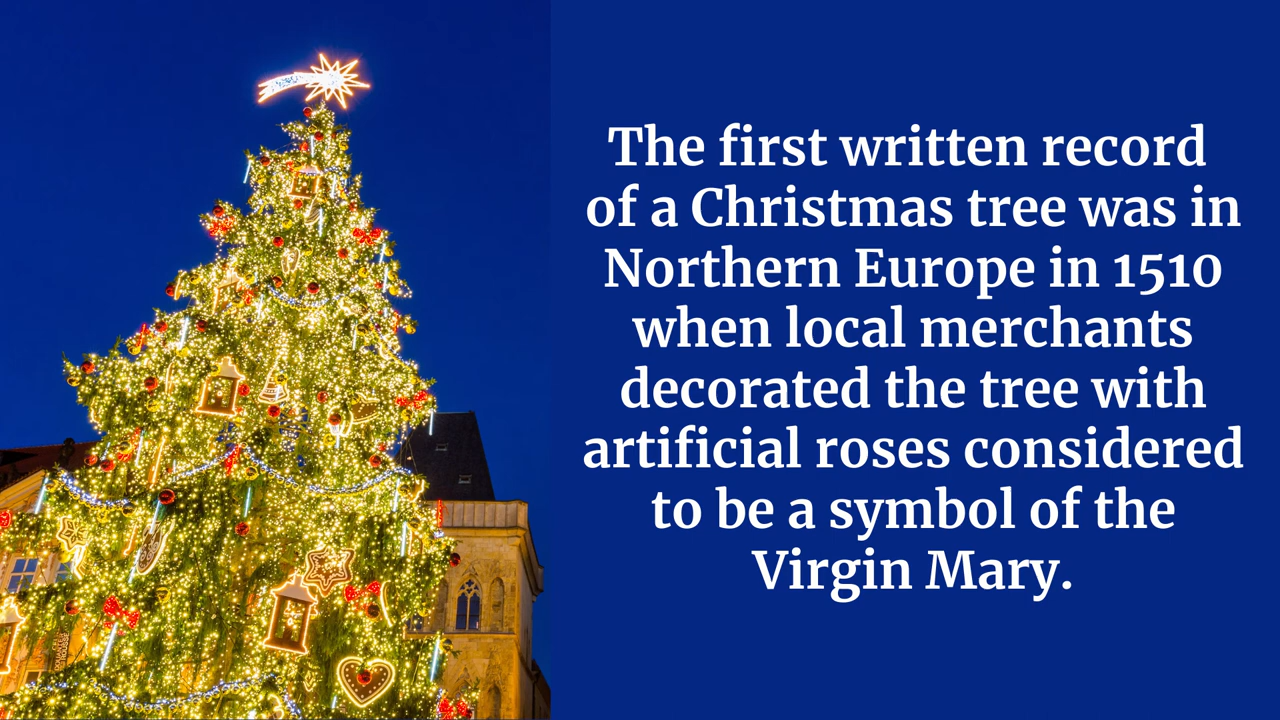 The first written record
of a Christmas tree was in
Northern Europe in 1510
when local merchants
decorated the tree with
artificial roses considered
to be a symbol of the
Virgin Mary.